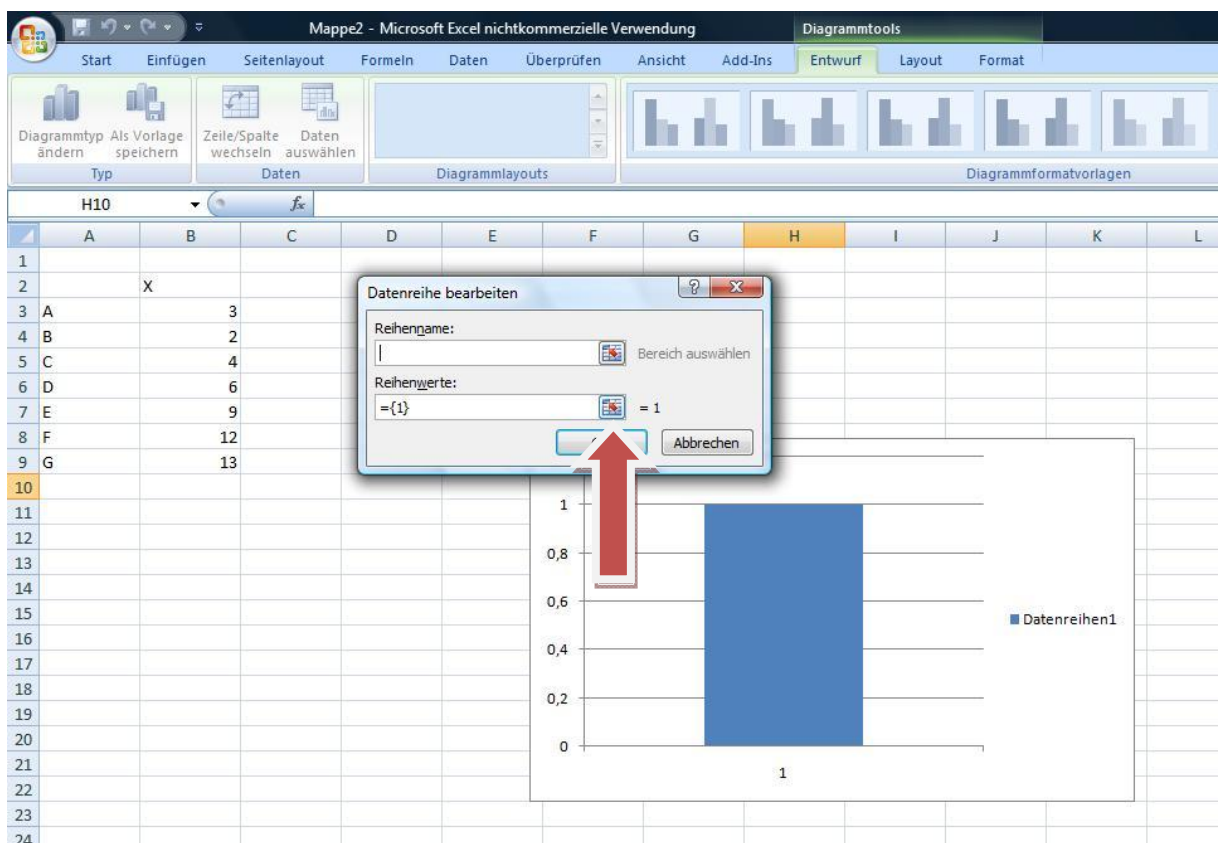 Mappe2 - Microsoft Excel nichtkommerzielle Verwendung
Diagrammtools
Start Einfügen Seitenlayout Formeln Daten Überprüfen Ansicht Add-Ins Entwurf Layout Format
Diagrammtyp ändern
Als Vorlage speichern
Zeile/Spalte wechseln
Daten auswählen
Typ Daten Diagrammlayouts Diagrammformatvorlagen
H10 fx
A B C D E F G H I J K L
1
2 X
3 A 3
4 B 2
5 C 4
6 D 6
7 E 9
8 F 12
9 G 13
10
11
12
13
14
15
16
17
18
19
20
21
22
23
24
Datenreihe bearbeiten ?
Reihenname:
Bereich auswählen
Reihenwerte:
={1} = 1
Abbrechen
1
0,8
0,6
0,4
0,2
0
1
Datenreihen1